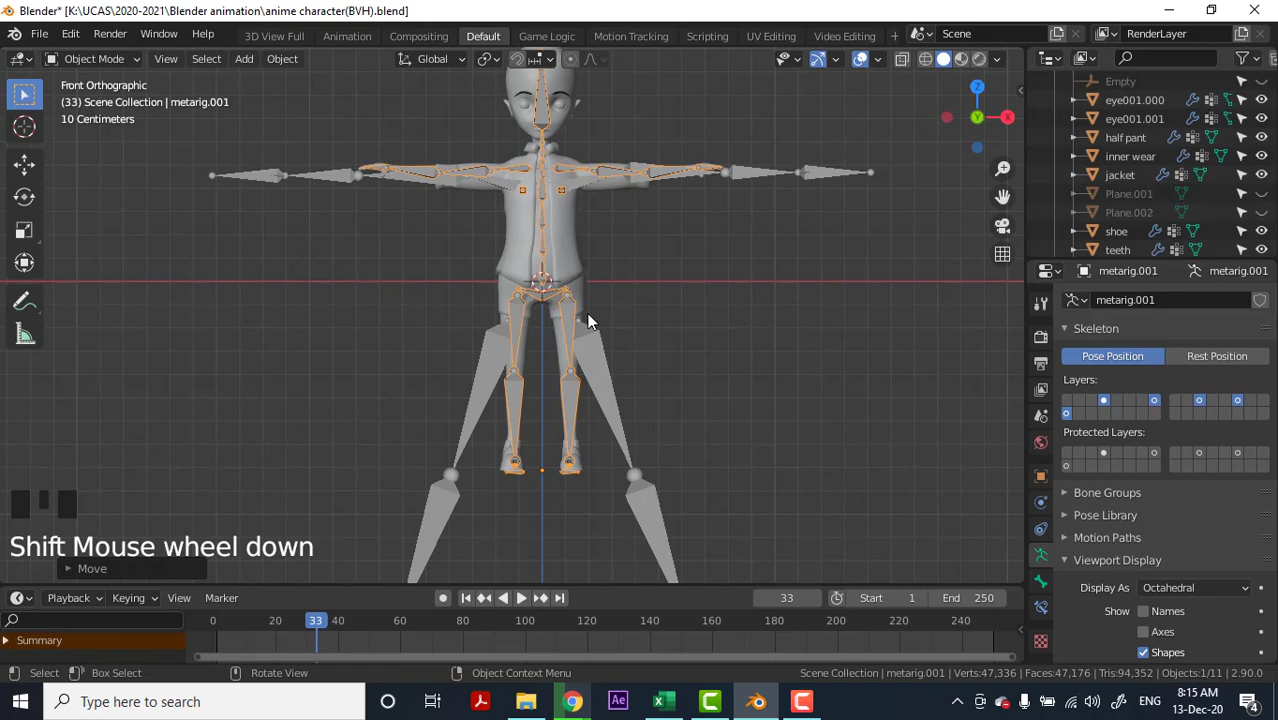 Blender* [K:\UCAS\2020-2021\Blender animation\anime character(BVH).blend]
File Edit Render Window Help 3D View Full Animation Compositing Default Game Logic Motion Tracking Scripting UV Editing Video Editing + Scene RenderLayer
Object Mode View Select Add Object Global
Front Orthographic
(33) Scene Collection | metarig.001
10 Centimeters
Z
X
Y
Empty
eye001.000
eye001.001
half pant
inner wear
jacket
Plane.001
Plane.002
shoe
teeth
metarig.001 metarig.001
metarig.001
Skeleton
Pose Position Rest Position
Layers:
Protected Layers:
Bone Groups
Pose Library
Motion Paths
Viewport Display
Display As Octahedral
Show Names
Axes
Shapes
Shift Mouse wheel down
Move
Playback Keying View Marker 33 Start 1 End 250
0 20 33 40 60 80 100 120 140 160 180 200 220 240
Summary
Select Box Select Rotate View Object Context Menu Scene Collection | metarig.001 | Verts:47,336 | Faces:47,176 | Tris:94,352 | Objects:1/11 | 2.90.0
Type here to search
8:15 AM
13-Dec-20
4